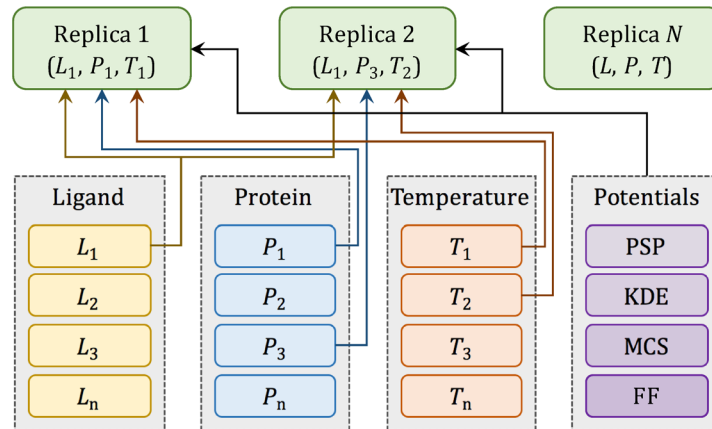 Replica 1
(L₁, P₁, T₁)
Replica 2
(L₁, P₃, T₂)
Replica N
(L, P, T)
Ligand
L₁
L₂
L₃
Lₙ
Protein
P₁
P₂
P₃
Pₙ
Temperature
T₁
T₂
T₃
Tₙ
Potentials
PSP
KDE
MCS
FF